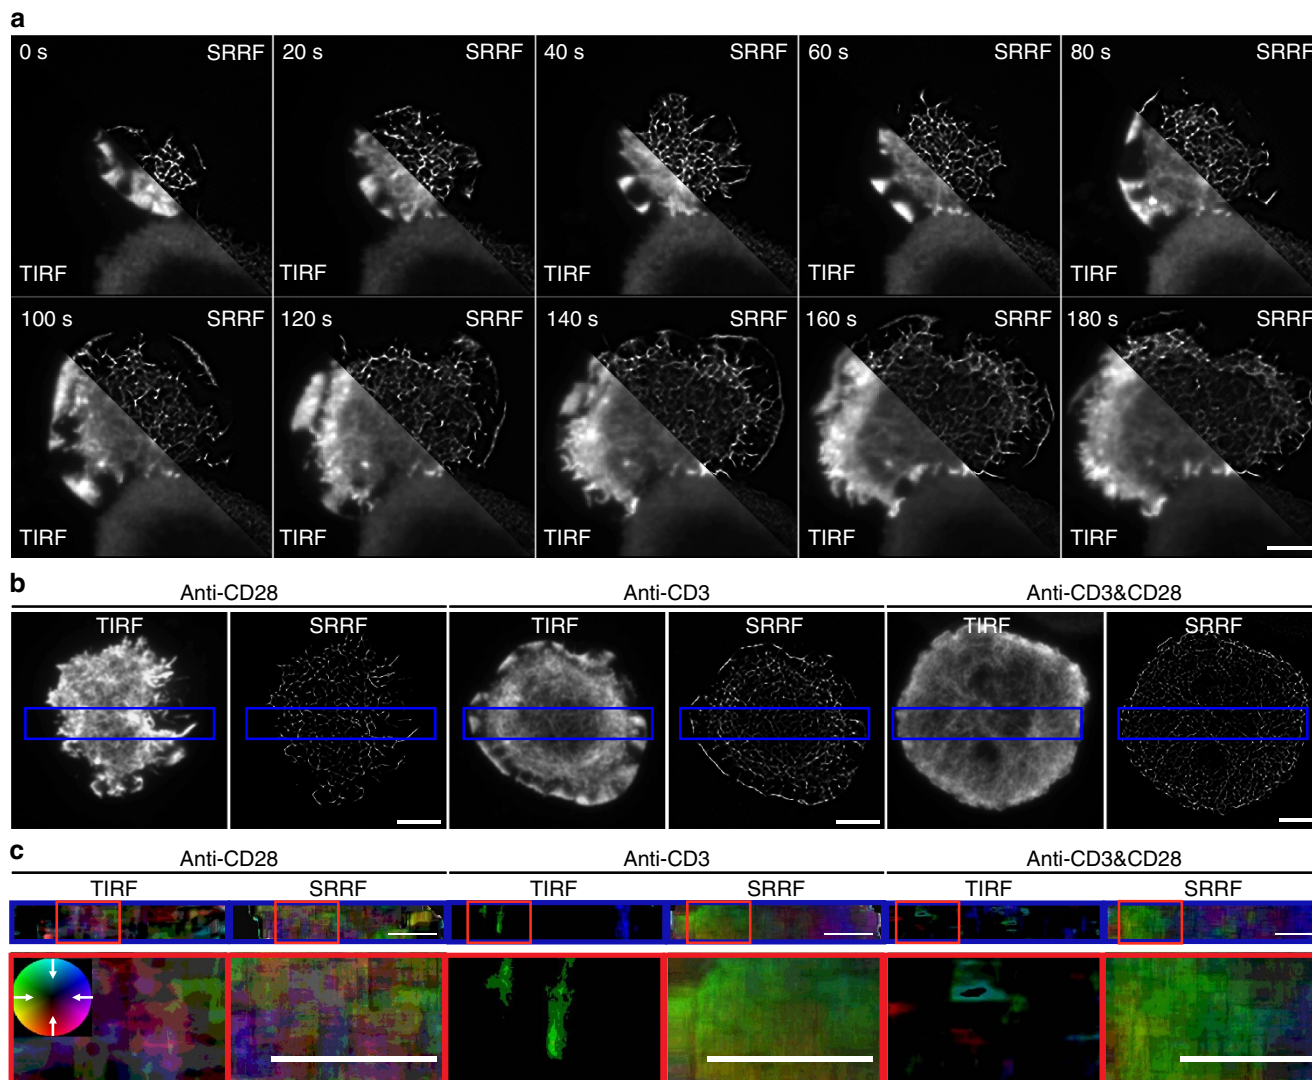 a
0 s SRRF 20 s SRRF 40 s SRRF 60 s SRRF 80 s SRRF
TIRF TIRF TIRF TIRF TIRF
100 s SRRF 120 s SRRF 140 s SRRF 160 s SRRF 180 s SRRF
TIRF TIRF TIRF TIRF TIRF
b
Anti-CD28 Anti-CD3 Anti-CD3&CD28
TIRF SRRF TIRF SRRF TIRF SRRF
c
Anti-CD28 Anti-CD3 Anti-CD3&CD28
TIRF SRRF TIRF SRRF TIRF SRRF